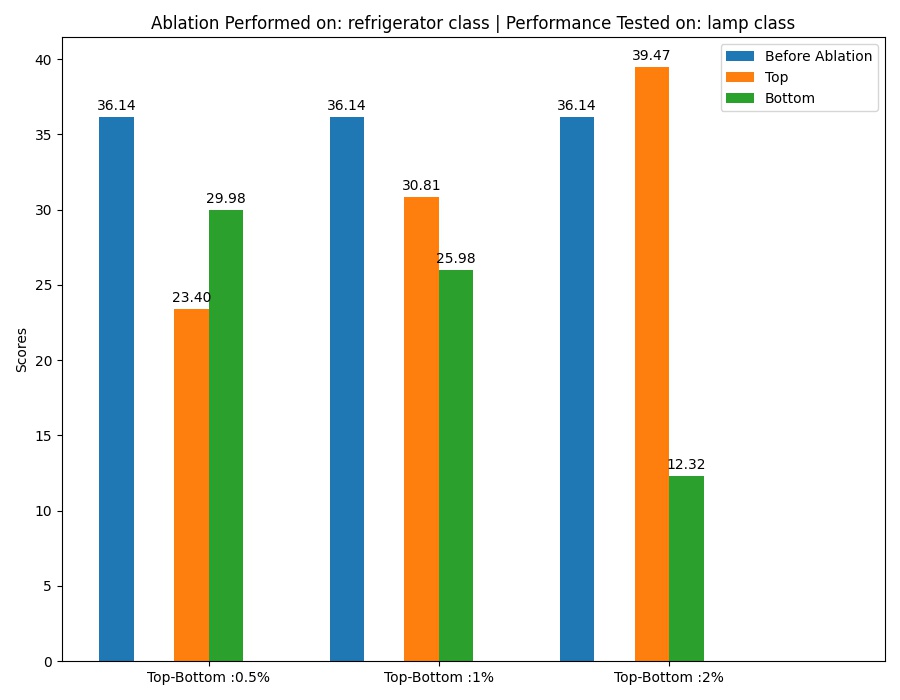 Ablation Performed on: refrigerator class | Performance Tested on: lamp class
Before Ablation
Top
Bottom
Scores
40
35
30
25
20
15
10
5
0
36.14
23.40
29.98
36.14
30.81
25.98
36.14
39.47
12.32
Top-Bottom :0.5%
Top-Bottom :1%
Top-Bottom :2%